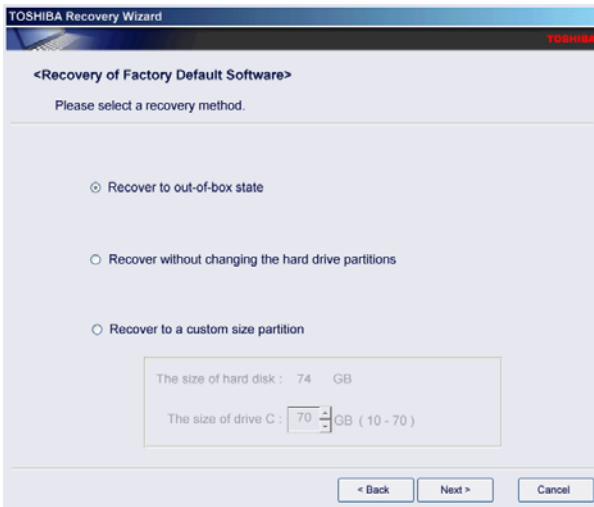 TOSHIBA Recovery Wizard
TOSHIBA
<Recovery of Factory Default Software>
Please select a recovery method.
Recover to out-of-box state
Recover without changing the hard drive partitions
Recover to a custom size partition
The size of hard disk : 74 GB
The size of drive C : 70 GB ( 10 - 70 )
< Back Next > Cancel